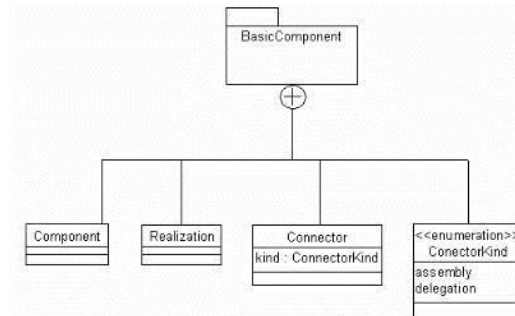 BasicComponent
Component
Realization
Connector
kind : ConnectorKind
<<enumeration>>
ConectorKind
assembly
delegation